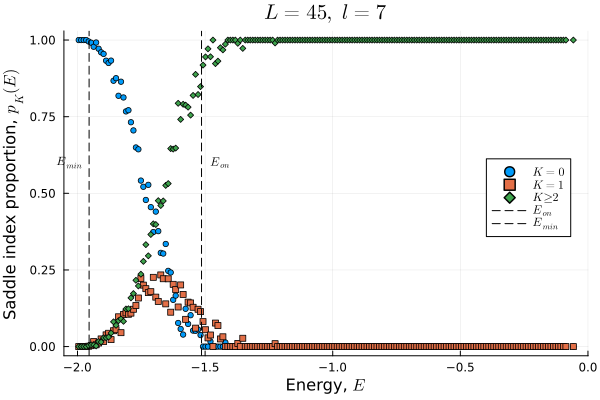 L = 45, l = 7
Saddle index proportion, p_K(E)
1.00
0.75
0.50
0.25
0.00
E_min
E_on
K = 0
K = 1
K ≥ 2
E_on
E_min
−2.0 −1.5 −1.0 −0.5 0.0
Energy, E